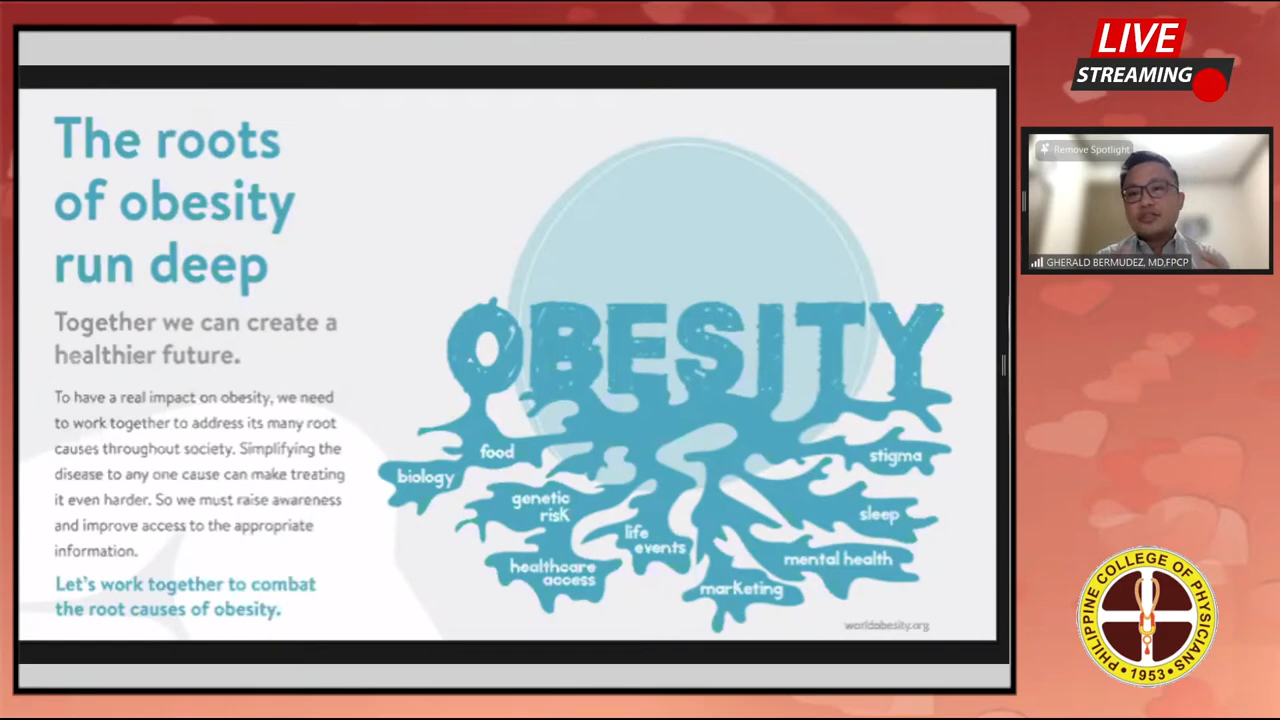 The roots
of obesity
run deep
Together we can create a
healthier future.
To have a real impact on obesity, we need
to work together to address its many root
causes throughout society. Simplifying the
disease to any one cause can make treating
it even harder. So we must raise awareness
and improve access to the appropriate
information.
Let's work together to combat
the root causes of obesity.
OBESITY
food
biology
genetic
risk
healthcare
access
life
events
marketing
mental health
sleep
stigma
worldobesity.org
LIVE
STREAMING
Remove Spotlight
GHERALD BERMUDEZ, MD,FPCP
PHILIPPINE COLLEGE OF PHYSICIANS
1953